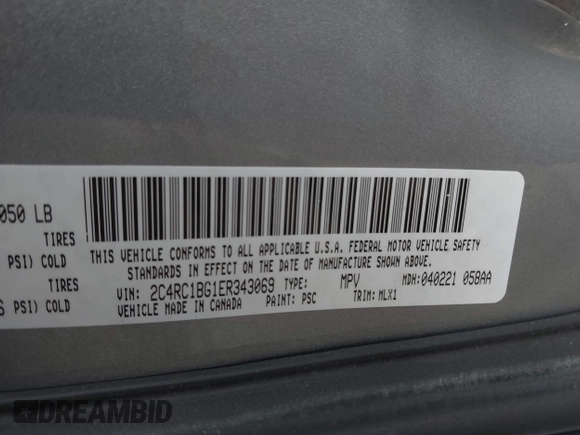 050 LB
TIRES
PSI) COLD
TIRES
PSI) COLD
THIS VEHICLE CONFORMS TO ALL APPLICABLE U.S.A. FEDERAL MOTOR VEHICLE SAFETY
STANDARDS IN EFFECT ON THE DATE OF MANUFACTURE SHOWN ABOVE.
VIN: 2C4RC1BG1ER343069 TYPE: MPV MDH: 040221 058AA
VEHICLE MADE IN CANADA PAINT: PSC TRIM: MLX1
DREAMBID